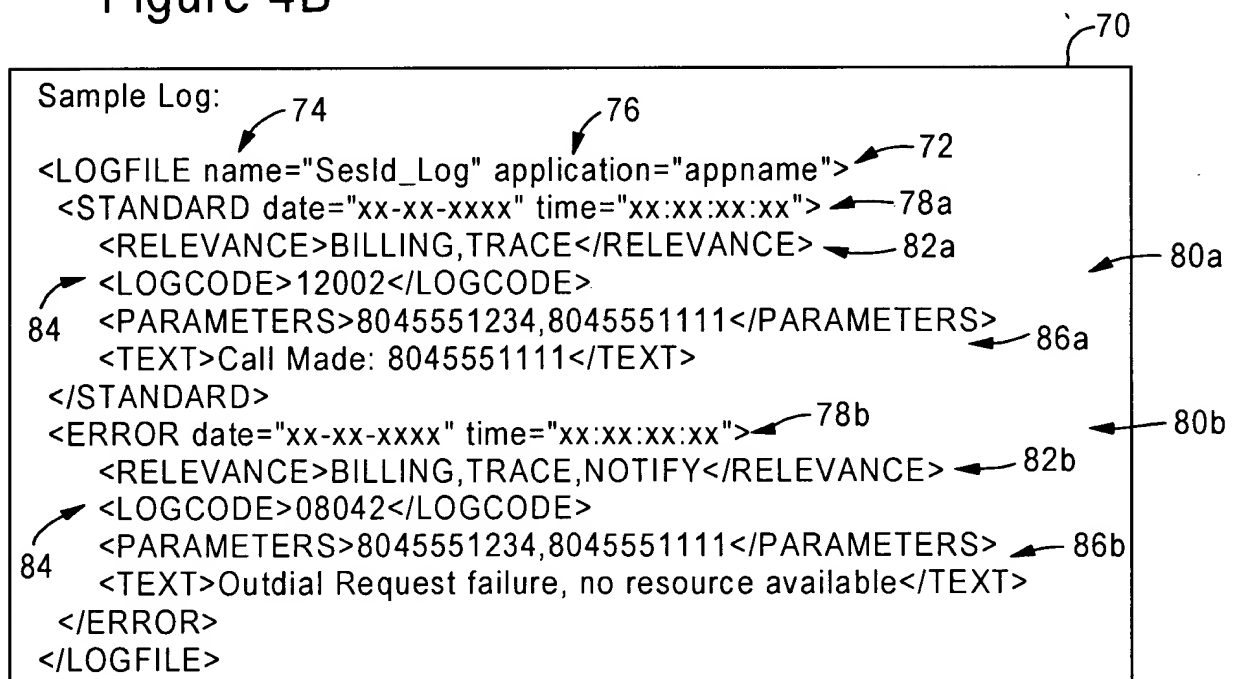 Figure 4B
70
Sample Log:
74
76
<LOGFILE name="SesId_Log" application="appname"> 72
<STANDARD date="xx-xx-xxxx" time="xx:xx:xx:xx"> 78a
<RELEVANCE>BILLING,TRACE</RELEVANCE> 82a
80a
84 <LOGCODE>12002</LOGCODE>
<PARAMETERS>8045551234,8045551111</PARAMETERS>
86a
<TEXT>Call Made: 8045551111</TEXT>
</STANDARD>
<ERROR date="xx-xx-xxxx" time="xx:xx:xx:xx"> 78b
80b
<RELEVANCE>BILLING,TRACE,NOTIFY</RELEVANCE> 82b
84 <LOGCODE>08042</LOGCODE>
<PARAMETERS>8045551234,8045551111</PARAMETERS> 86b
<TEXT>Outdial Request failure, no resource available</TEXT>
</ERROR>
</LOGFILE>